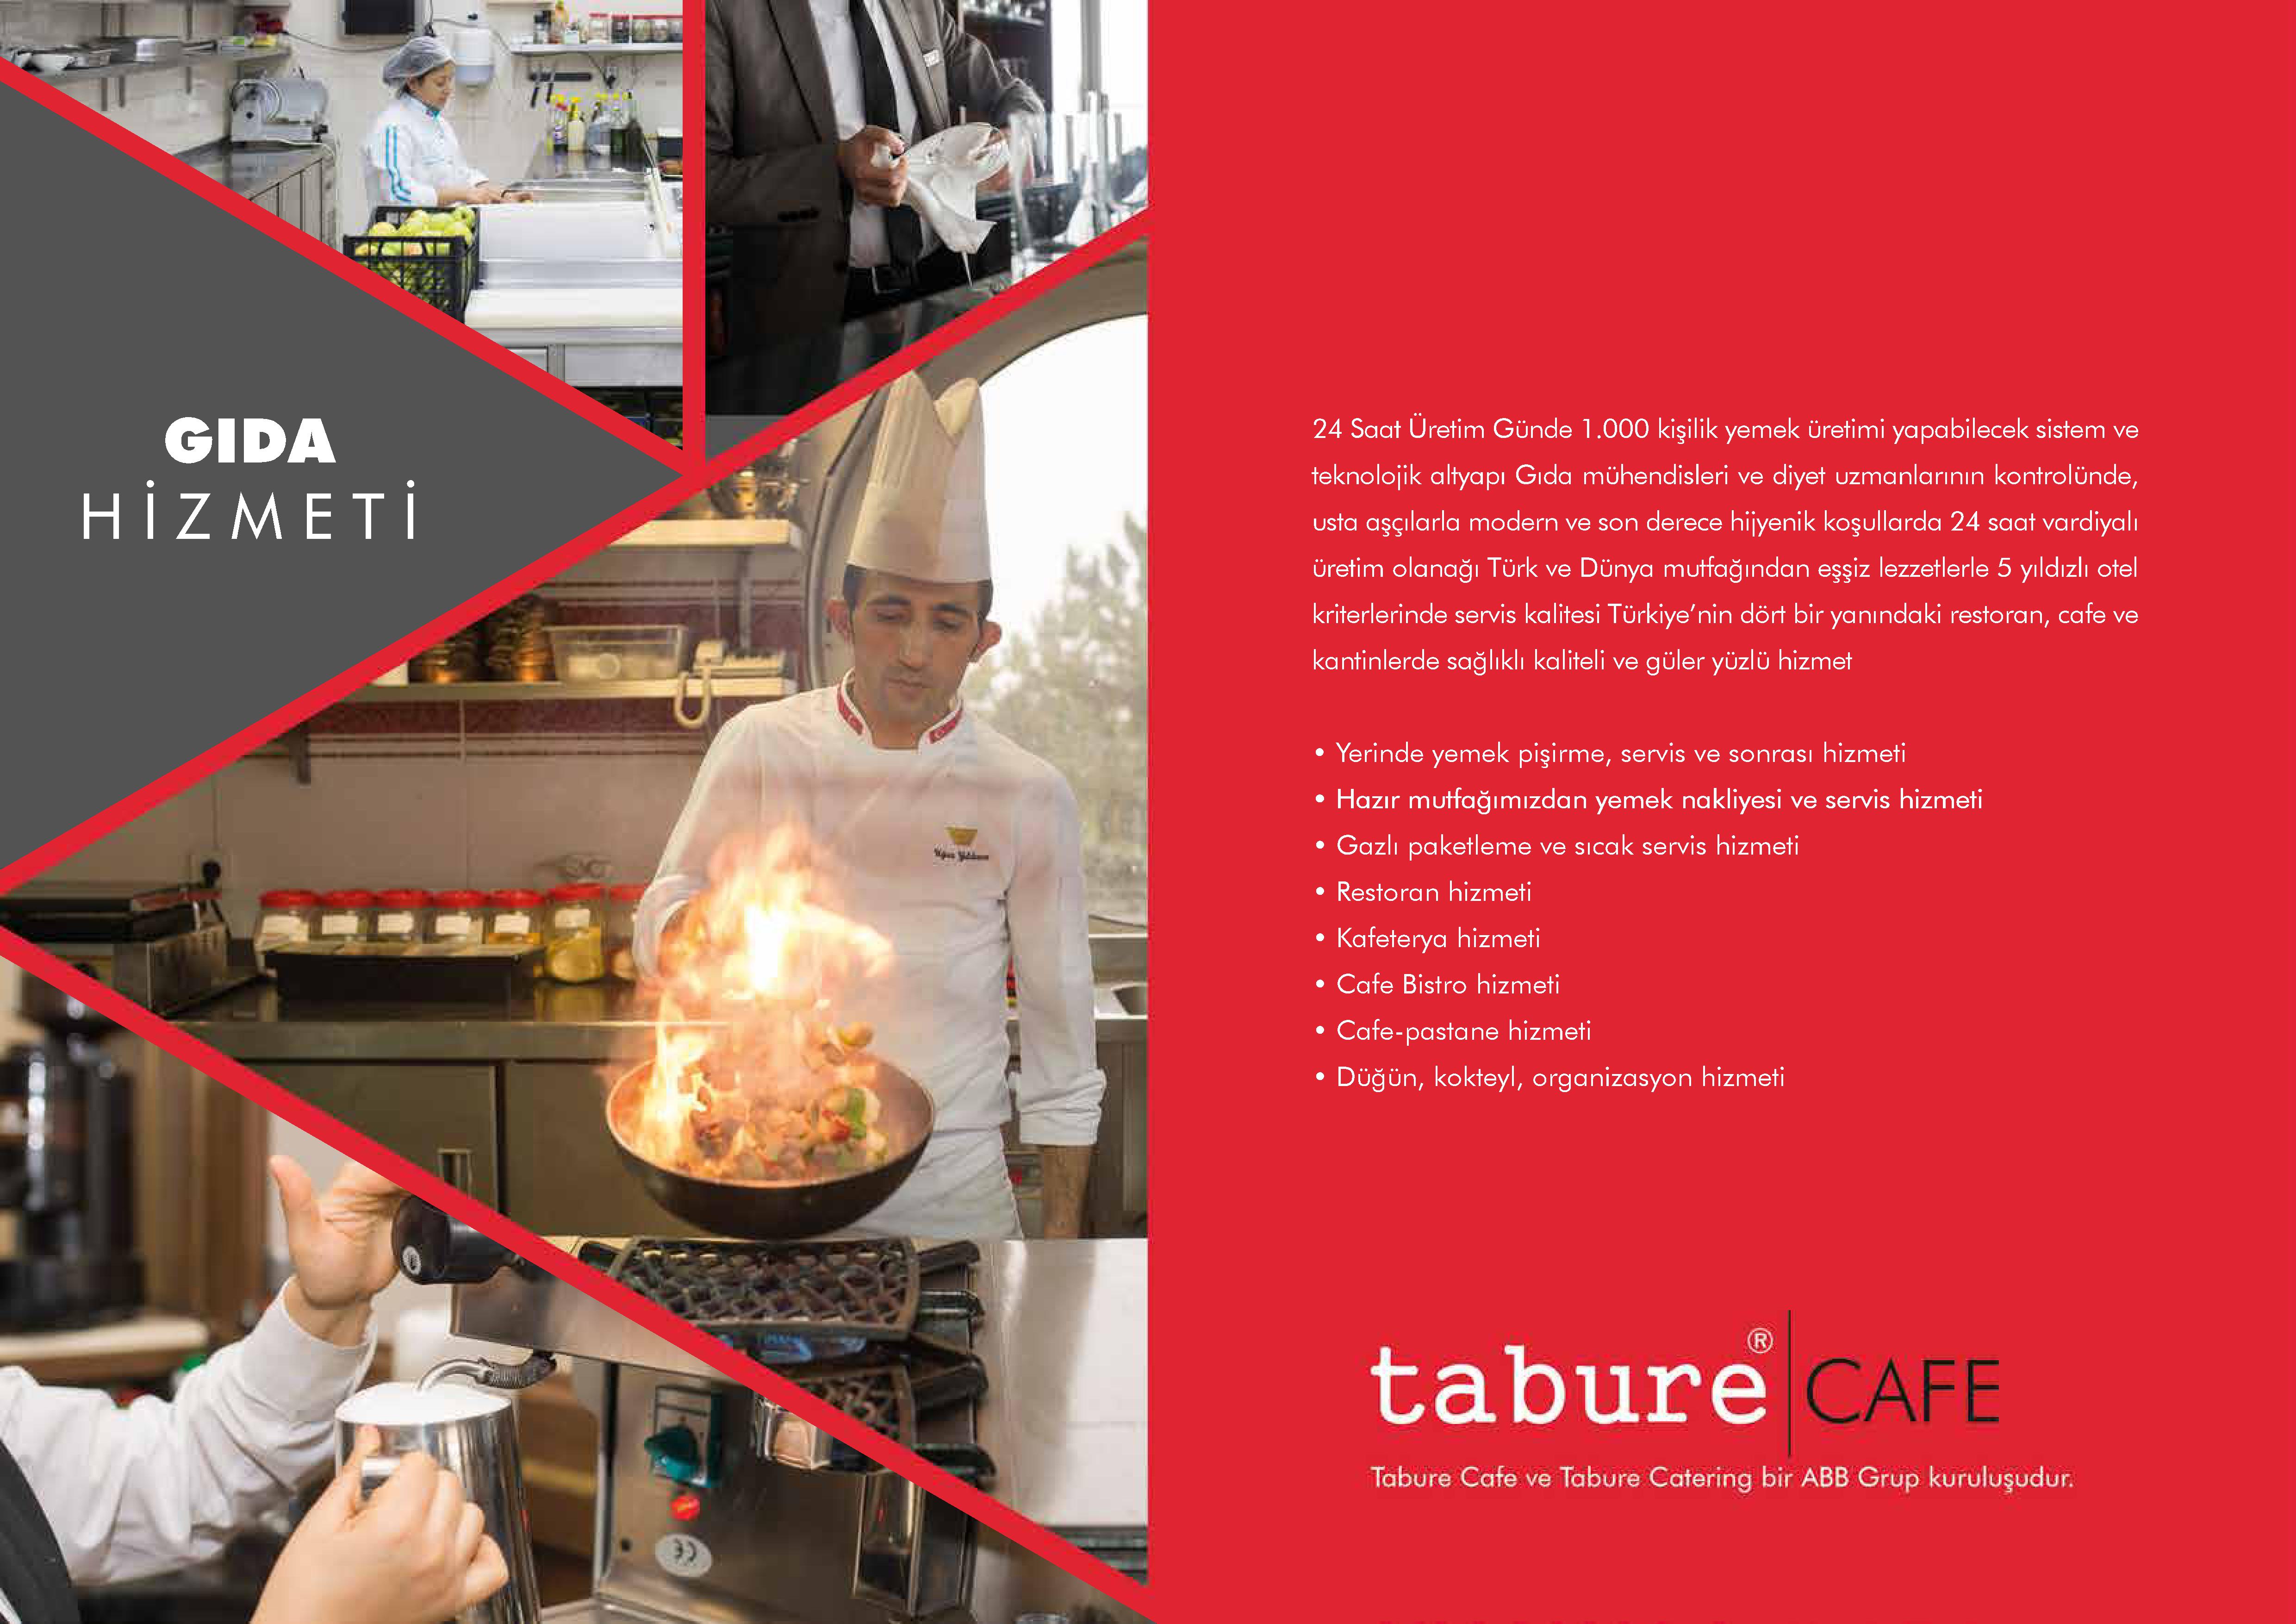 GIDA
HİZMETİ
24 Saat Üretim Günde 1.000 kişilik yemek üretimi yapabilecek sistem ve
teknolojik altyapı Gıda mühendisleri ve diyet uzmanlarının kontrolünde,
usta aşçılarla modern ve son derece hijyenik koşullarda 24 saat vardiyalı
üretim olanağı Türk ve Dünya mutfağından eşşiz lezzetlerle 5 yıldızlı otel
kriterlerinde servis kalitesi Türkiye'nin dört bir yanındaki restoran, cafe ve
kantinlerde sağlıklı kaliteli ve güler yüzlü hizmet
• Yerinde yemek pişirme, servis ve sonrası hizmeti
• Hazır mutfağımızdan yemek nakliyesi ve servis hizmeti
• Gazlı paketleme ve sıcak servis hizmeti
• Restoran hizmeti
• Kafeterya hizmeti
• Cafe Bistro hizmeti
• Cafe-pastane hizmeti
• Düğün, kokteyl, organizasyon hizmeti
tabure® CAFE
Tabure Cafe ve Tabure Catering bir ABB Grup kuruluşudur.